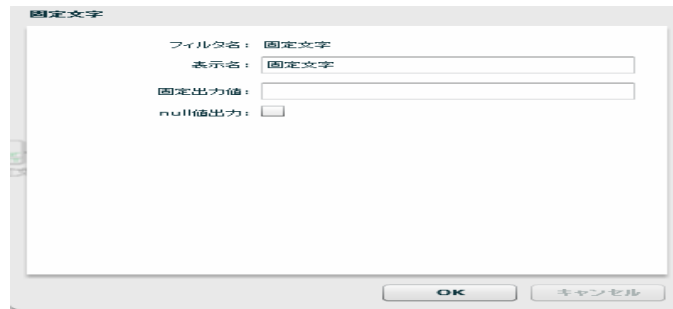 固定文字
フィルタ名： 固定文字
表示名： 固定文字
固定出力値：
null値出力：
OK キャンセル